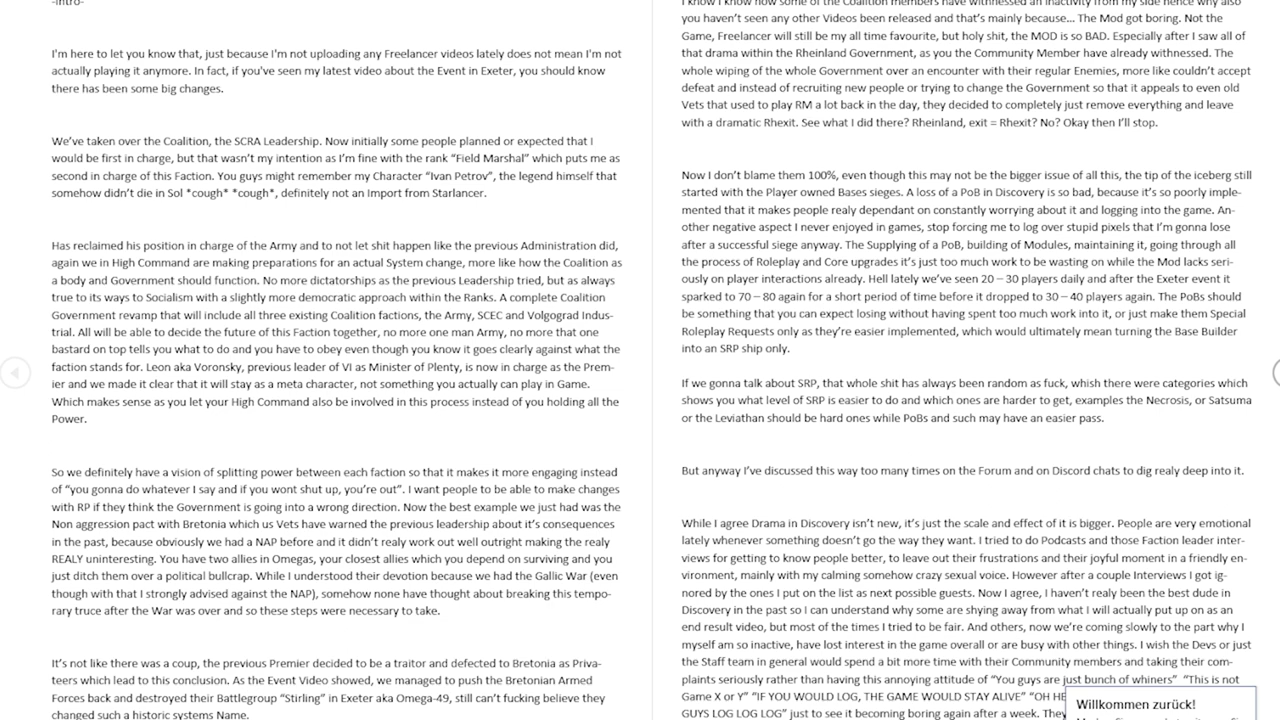 -Intro-
I'm here to let you know that, just because I'm not uploading any Freelancer videos lately does not mean I'm not
actually playing it anymore. In fact, if you've seen my latest video about the Event in Exeter, you should know
there has been some big changes.
We've taken over the Coalition, the SCRA Leadership. Now initially some people planned or expected that I
would be first in charge, but that wasn't my intention as I'm fine with the rank "Field Marshal" which puts me as
second in charge of this Faction. You guys might remember my Character "Ivan Petrov", the legend himself that
somehow didn't die in Sol *cough* *cough*, definitely not an Import from Starlancer.
Has reclaimed his position in charge of the Army and to not let shit happen like the previous Administration did,
again we in High Command are making preparations for an actual System change, more like how the Coalition as
a body and Government should function. No more dictatorships as the previous Leadership tried, but as always
true to its ways to Socialism with a slightly more democratic approach within the Ranks. A complete Coalition
Government revamp that will include all three existing Coalition factions, the Army, SCEC and Volgograd Indus-
trial. All will be able to decide the future of this Faction together, no more one man Army, no more that one
bastard on top tells you what to do and you have to obey even though you know it goes clearly against what the
faction stands for. Leon aka Voronsky, previous leader of VI as Minister of Plenty, is now in charge as the Prem-
ier and we made it clear that it will stay as a meta character, not something you actually can play in Game.
Which makes sense as you let your High Command also be involved in this process instead of you holding all the
Power.
So we definitely have a vision of splitting power between each faction so that it makes it more engaging instead
of "you gonna do whatever I say and if you wont shut up, you're out". I want people to be able to make changes
with RP if they think the Government is going into a wrong direction. Now the best example we just had was the
Non aggression pact with Bretonia which us Vets have warned the previous leadership about it's consequences
in the past, because obviously we had a NAP before and it didn't realy work out well outright making the realy
REALY uninteresting. You have two allies in Omegas, your closest allies which you depend on surviving and you
just ditch them over a political bullcrap. While I understood their devotion because we had the Gallic War (even
though with that I strongly advised against the NAP), somehow none have thought about breaking this tempo-
rary truce after the War was over and so these steps were necessary to take.
It's not like there was a coup, the previous Premier decided to be a traitor and defected to Bretonia as Priva-
teers which lead to this conclusion. As the Event Video showed, we managed to push the Bretonian Armed
Forces back and destroyed their Battlegroup "Stirling" in Exeter aka Omega-49, still can't fucking believe they
changed such a historic systems Name.
I know I know how some of the Coalition members have witnessed an inactivity from my side hence why also
you haven't seen any other Videos been released and that's mainly because... The Mod got boring. Not the
Game, Freelancer will still be my all time favourite, but holy shit, the MOD is so BAD. Especially after I saw all of
that drama within the Rheinland Government, as you the Community Member have already witnessed. The
whole wiping of the whole Government over an encounter with their regular Enemies, more like couldn't accept
defeat and instead of recruiting new people or trying to change the Government so that it appeals to even old
Vets that used to play RM a lot back in the day, they decided to completely just remove everything and leave
with a dramatic Rhexit. See what I did there? Rheinland, exit = Rhexit? No? Okay then I'll stop.
Now I don't blame them 100%, even though this may not be the bigger issue of all this, the tip of the iceberg still
started with the Player owned Bases sieges. A loss of a PoB in Discovery is so bad, because it's so poorly imple-
mented that it makes people realy dependant on constantly worrying about it and logging into the game. An-
other negative aspect I never enjoyed in games, stop forcing me to log over stupid pixels that I'm gonna lose
after a successful siege anyway. The Supplying of a PoB, building of Modules, maintaining it, going through all
the process of Roleplay and Core upgrades it's just too much work to be wasting on while the Mod lacks seri-
ously on player interactions already. Hell lately we've seen 20 – 30 players daily and after the Exeter event it
sparked to 70 – 80 again for a short period of time before it dropped to 30 – 40 players again. The PoBs should
be something that you can expect losing without having spent too much work into it, or just make them Special
Roleplay Requests only as they're easier implemented, which would ultimately mean turning the Base Builder
into an SRP ship only.
If we gonna talk about SRP, that whole shit has always been random as fuck, whish there were categories which
shows you what level of SRP is easier to do and which ones are harder to get, examples the Necrosis, or Satsuma
or the Leviathan should be hard ones while PoBs and such may have an easier pass.
But anyway I've discussed this way too many times on the Forum and on Discord chats to dig realy deep into it.
While I agree Drama in Discovery isn't new, it's just the scale and effect of it is bigger. People are very emotional
lately whenever something doesn't go the way they want. I tried to do Podcasts and those Faction leader inter-
views for getting to know people better, to leave out their frustrations and their joyful moment in a friendly en-
vironment, mainly with my calming somehow crazy sexual voice. However after a couple Interviews I got ig-
nored by the ones I put on the list as next possible guests. Now I agree, I haven't realy been the best dude in
Discovery in the past so I can understand why some are shying away from what I will actually put up on as an
end result video, but most of the times I tried to be fair. And others, now we're coming slowly to the part why I
myself am so inactive, have lost interest in the game overall or are busy with other things. I wish the Devs or just
the Staff team in general would spend a bit more time with their Community members and taking their com-
plaints seriously rather than having this annoying attitude of "You guys are just bunch of whiners" "This is not
Game X or Y" "IF YOU WOULD LOG, THE GAME WOULD STAY ALIVE" "OH HE
GUYS LOG LOG LOG" just to see it becoming boring again after a week. They
Willkommen zurück!